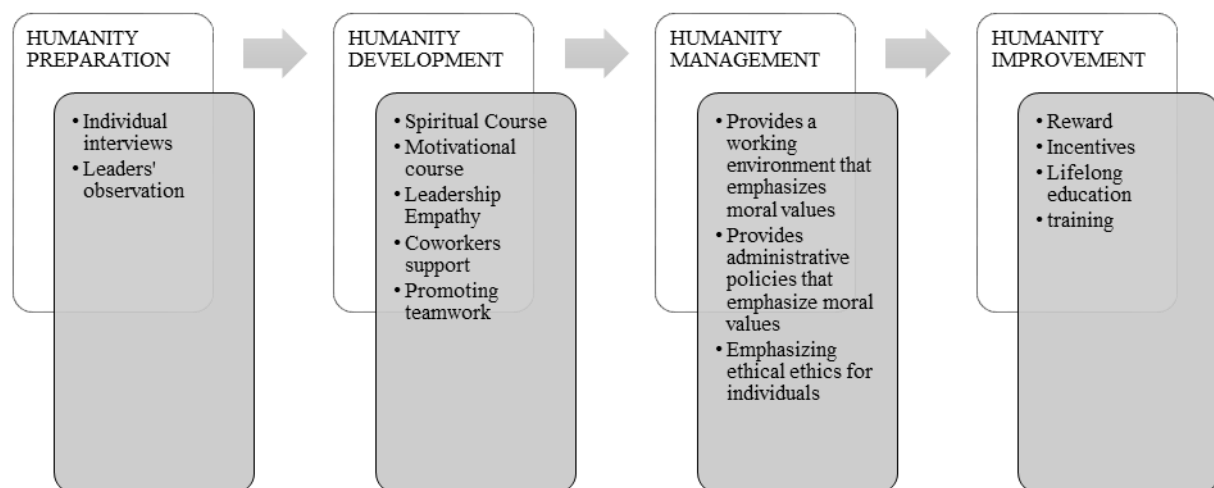 HUMANITY
PREPARATION
• Individual
interviews
• Leaders'
observation
HUMANITY
DEVELOPMENT
• Spiritual Course
• Motivational
course
• Leadership
Empathy
• Coworkers
support
• Promoting
teamwork
HUMANITY
MANAGEMENT
• Provides a
working
environment that
emphasizes
moral values
• Provides
administrative
policies that
emphasize moral
values
• Emphasizing
ethical ethics for
individuals
HUMANITY
IMPROVEMENT
• Reward
• Incentives
• Lifelong
education
• training